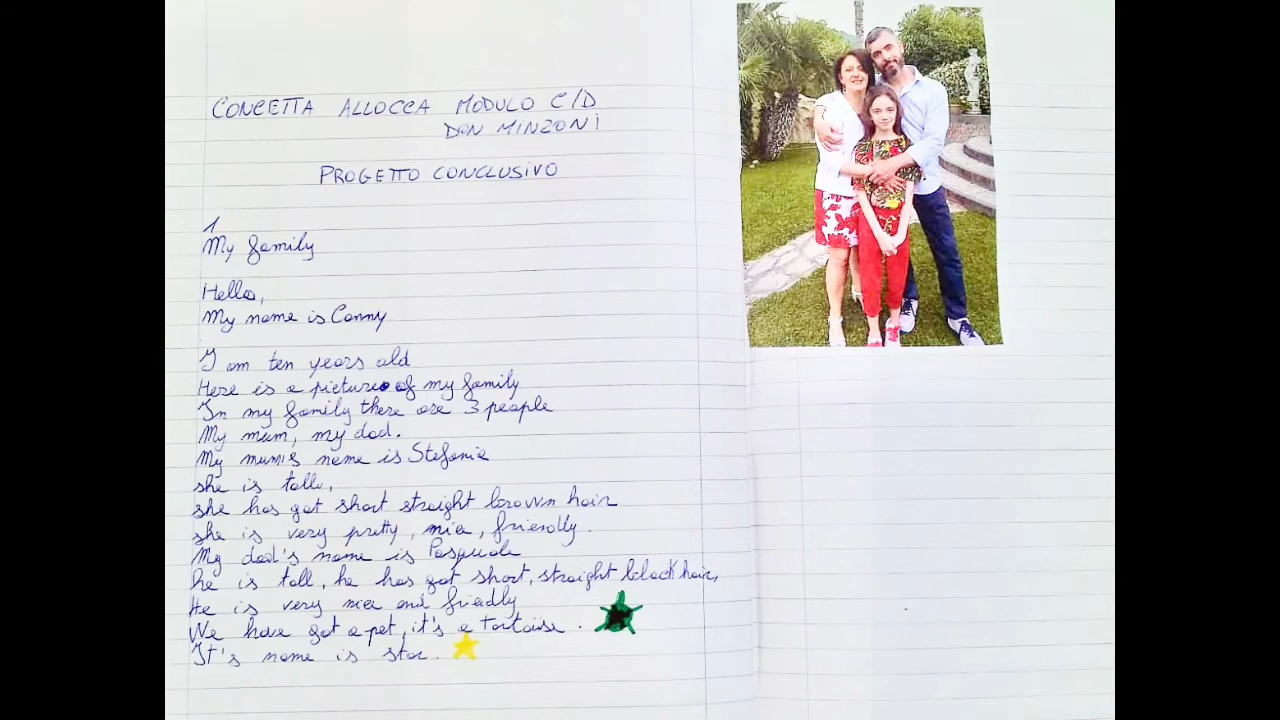 CONCETTA ALLOCCA MODULO C/D
DON MINZONI
PROGETTO CONCLUSIVO
1
My family
Hello,
My name is Conny
I am ten years old
Here is a picture of my family
In my family there are 3 people
My mum, my dad.
My mum's name is Stefania
she is tall,
she has got short straight brown hair
she is very pretty, nice, friendly.
My dad's name is Pasquale
he is tall, he has got short, straight black hair,
He is very nice and friedly
We have got a pet, it's a tortoise.
It's name is star.